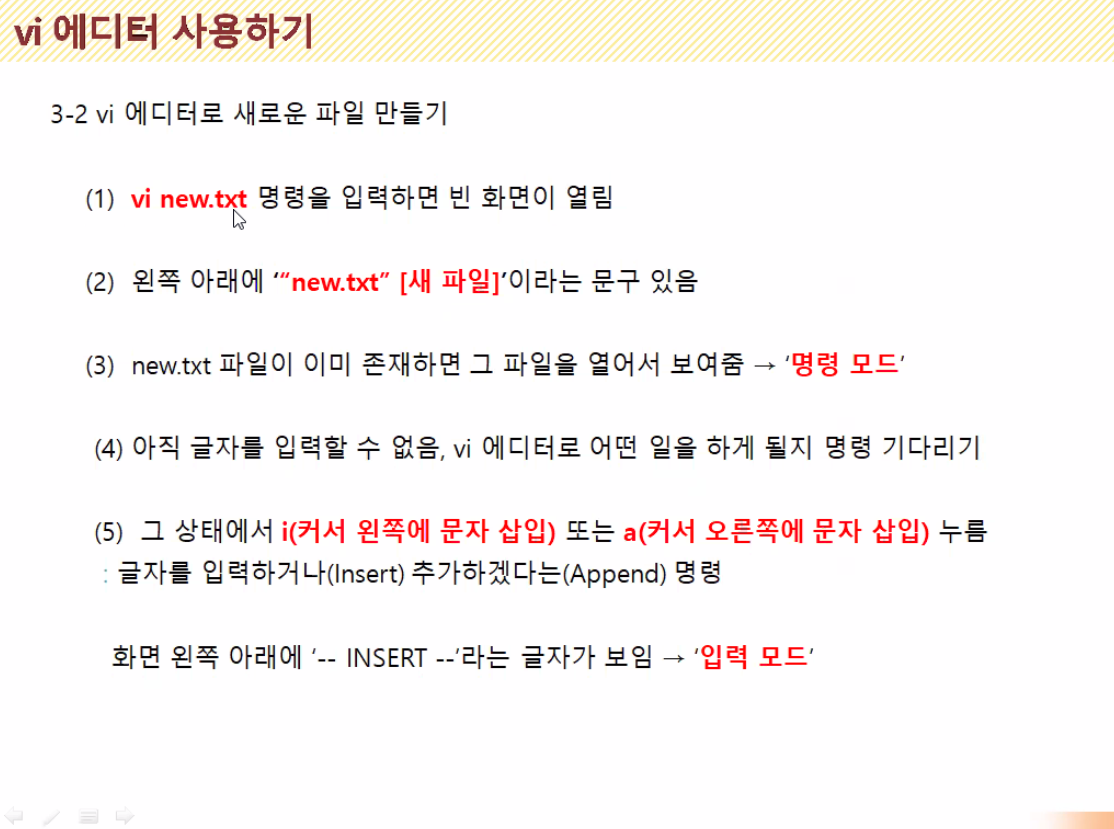 vi 에디터 사용하기
3-2 vi 에디터로 새로운 파일 만들기
(1) vi new.txt 명령을 입력하면 빈 화면이 열림
(2) 왼쪽 아래에 ‘“new.txt” [새 파일]’이라는 문구 있음
(3) new.txt 파일이 이미 존재하면 그 파일을 열어서 보여줌 → ‘명령 모드’
(4) 아직 글자를 입력할 수 없음, vi 에디터로 어떤 일을 하게 될지 명령 기다리기
(5) 그 상태에서 i(커서 왼쪽에 문자 삽입) 또는 a(커서 오른쪽에 문자 삽입) 누름
: 글자를 입력하거나(Insert) 추가하겠다는(Append) 명령
화면 왼쪽 아래에 ‘-- INSERT --’라는 글자가 보임 → ‘입력 모드’